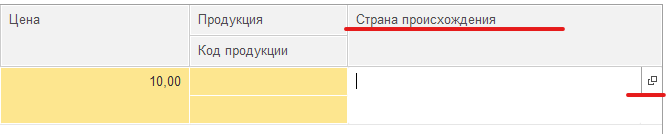 Цена
Продукция
Страна происхождения
Код продукции
10,00